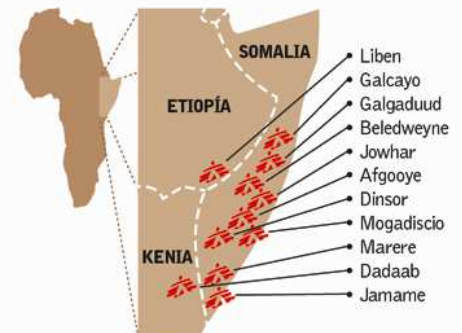 SOMALIA
ETIOPÍA
KENIA
Liben
Galcayo
Galgaduud
Beledweyne
Jowhar
Afgooye
Dinsor
Mogadiscio
Marere
Dadaab
Jamame